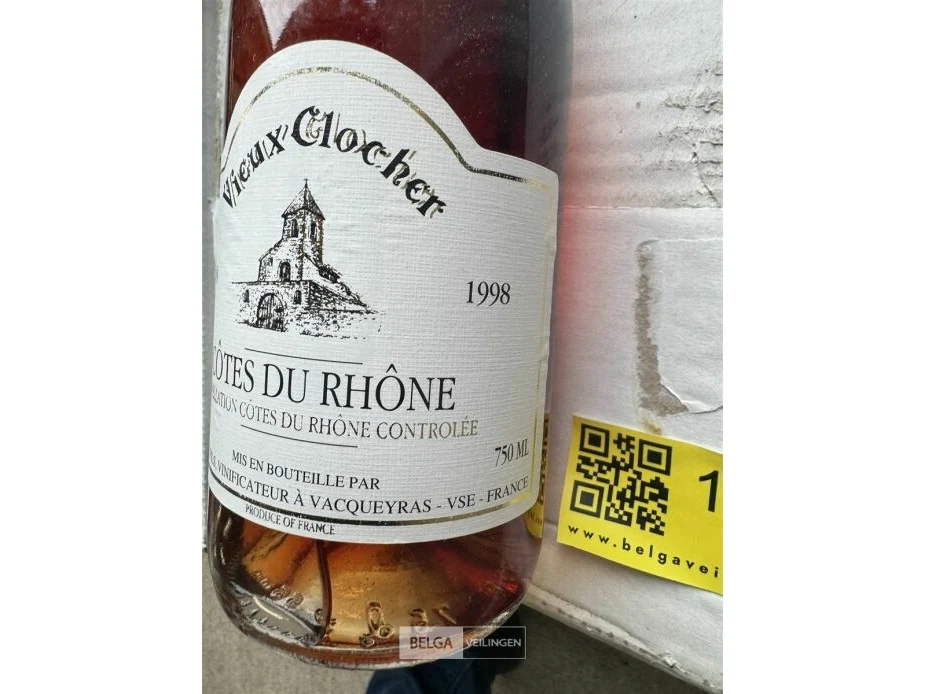 Vieux Clocher
1998
CÔTES DU RHÔNE
CÔTES DU RHÔNE CONTROLÉE
750 ML
MIS EN BOUTEILLE PAR
VINIFICATEUR À VACQUEYRAS - VSE - FRANCE
PRODUCE OF FRANCE
1
www.belgavei
BELGA VEILINGEN